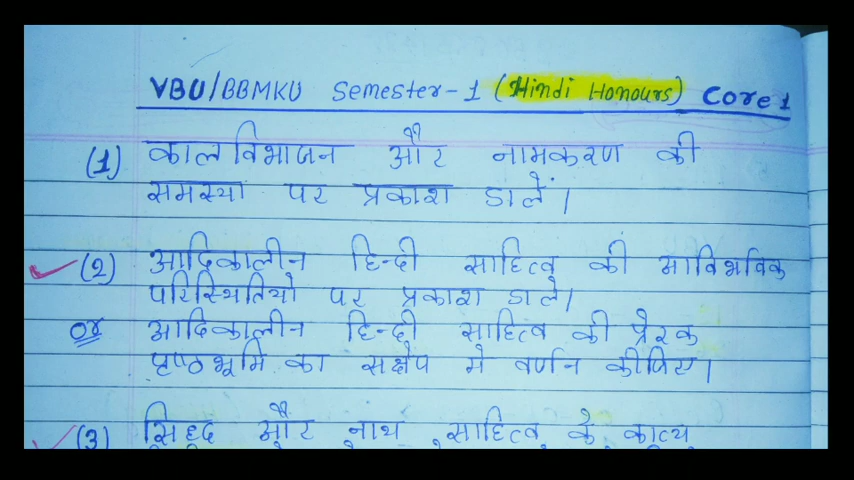 VBU/BBMKU Semester-1 (Hindi Honours) Core 1
(1) काल विभाजन और नामकरण की
समस्या पर प्रकाश डालें।
(2) आदिकालीन हिन्दी साहित्य की आविर्भाविक
परिस्थितियो पर प्रकाश डाले।
or आदिकालीन हिन्दी साहित्य की प्रेरक
पृष्ठभूमि का संक्षेप मे वर्णन कीजिए।
(3) सिद्द और नाथ साहित्य के काव्य